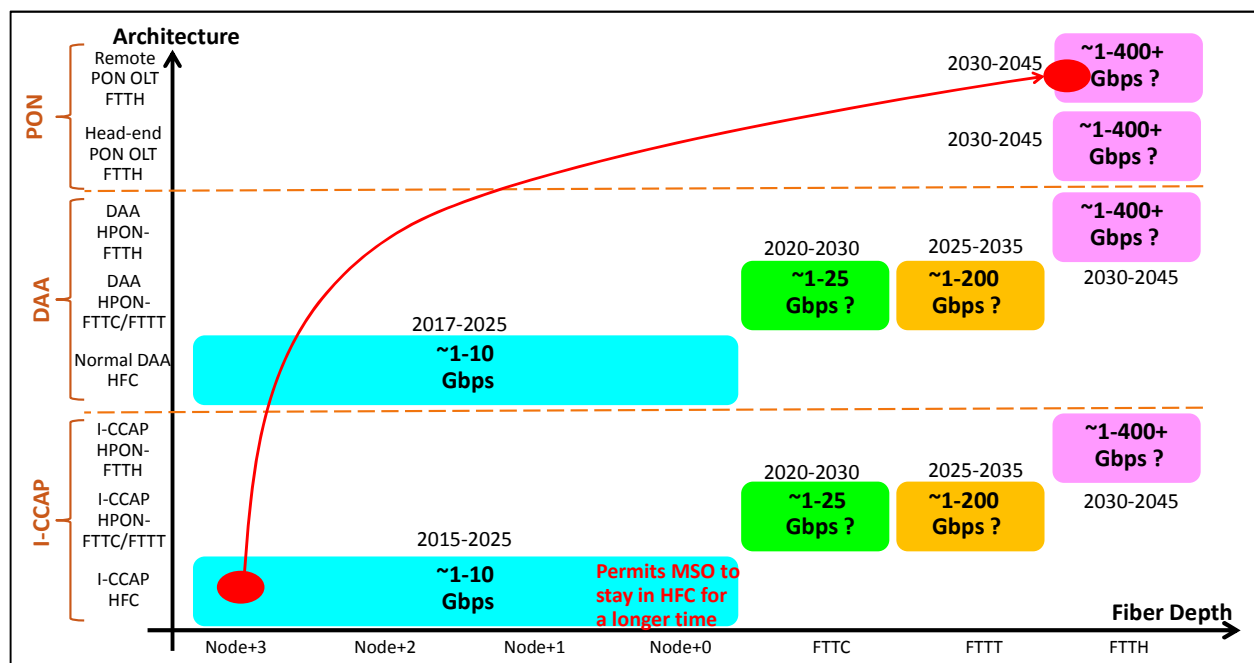 Architecture
PON
Remote
PON OLT
FTTH
2030-2045
~1-400+
Gbps ?
Head-end
PON OLT
FTTH
2030-2045
~1-400+
Gbps ?
DAA
DAA
HPON-
FTTH
~1-400+
Gbps ?
DAA
HPON-
FTTC/FTTT
2020-2030
~1-25
Gbps ?
2025-2035
~1-200
Gbps ?
2030-2045
Normal DAA
HFC
2017-2025
~1-10
Gbps
I-CCAP
I-CCAP
HPON-
FTTH
~1-400+
Gbps ?
I-CCAP
HPON-
FTTC/FTTT
2020-2030
~1-25
Gbps ?
2025-2035
~1-200
Gbps ?
2030-2045
I-CCAP
HFC
2015-2025
~1-10
Gbps
Permits MSO to
stay in HFC for
a longer time
Fiber Depth
Node+3
Node+2
Node+1
Node+0
FTTC
FTTT
FTTH